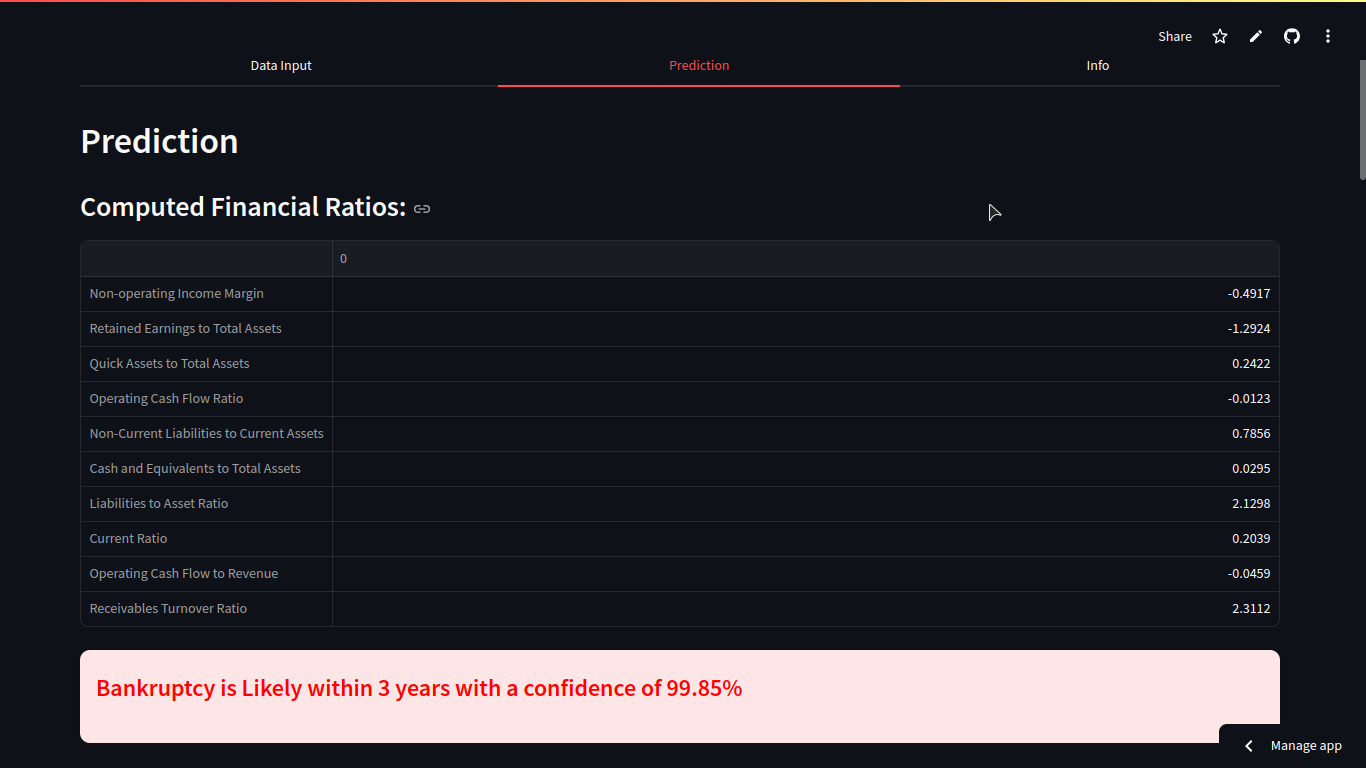 Share
Data Input Prediction Info
Prediction
Computed Financial Ratios:
0
Non-operating Income Margin -0.4917
Retained Earnings to Total Assets -1.2924
Quick Assets to Total Assets 0.2422
Operating Cash Flow Ratio -0.0123
Non-Current Liabilities to Current Assets 0.7856
Cash and Equivalents to Total Assets 0.0295
Liabilities to Asset Ratio 2.1298
Current Ratio 0.2039
Operating Cash Flow to Revenue -0.0459
Receivables Turnover Ratio 2.3112
Bankruptcy is Likely within 3 years with a confidence of 99.85%
Manage app